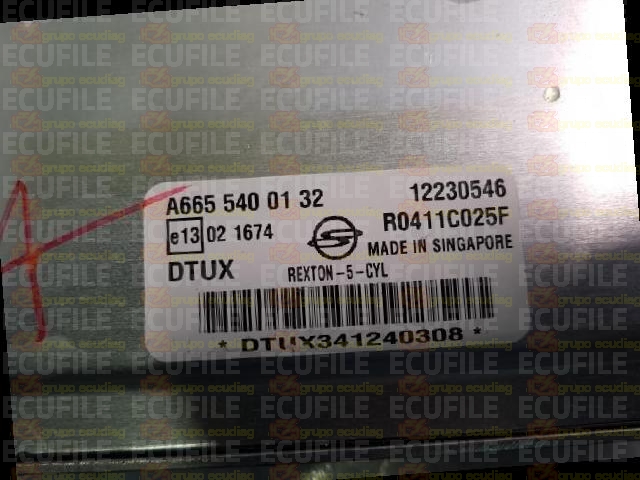 A665 540 01 32 12230546
e13 02 1674 R0411C025F
MADE IN SINGAPORE
DTUX REXTON-5-CYL
* DTUX341240308 *
ECUFILE
grupo ecudiag